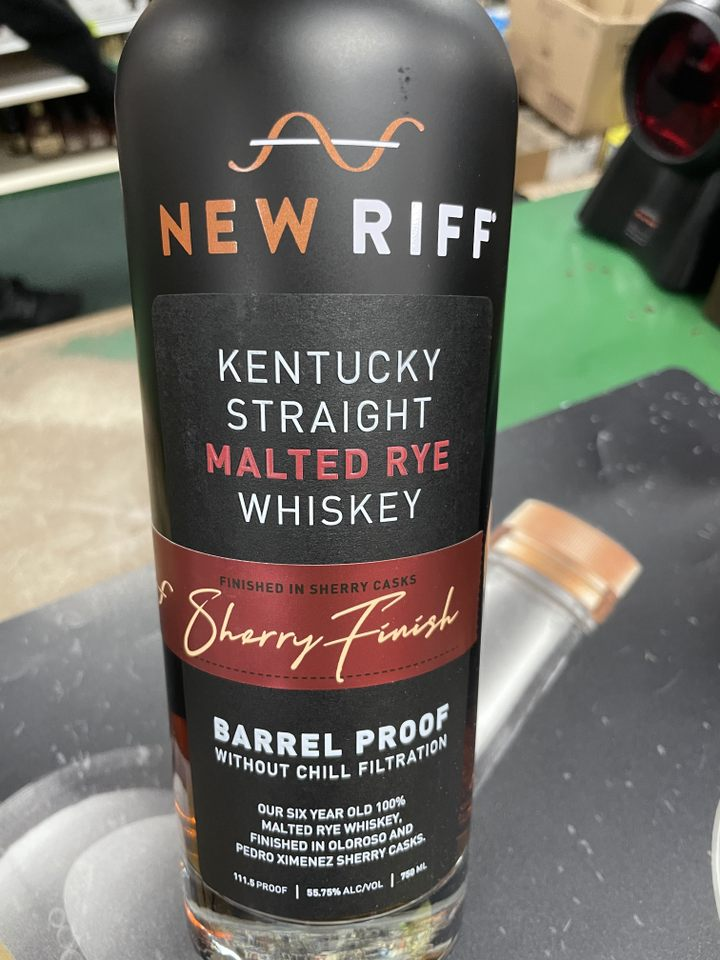 NEW RIFF
KENTUCKY
STRAIGHT
MALTED RYE
WHISKEY
FINISHED IN SHERRY CASKS
Sherry Finish
BARREL PROOF
WITHOUT CHILL FILTRATION
OUR SIX YEAR OLD 100%
MALTED RYE WHISKEY,
FINISHED IN OLOROSO AND
PEDRO XIMENEZ SHERRY CASKS.
111.5 PROOF | 55.75% ALC/VOL | 750 ML